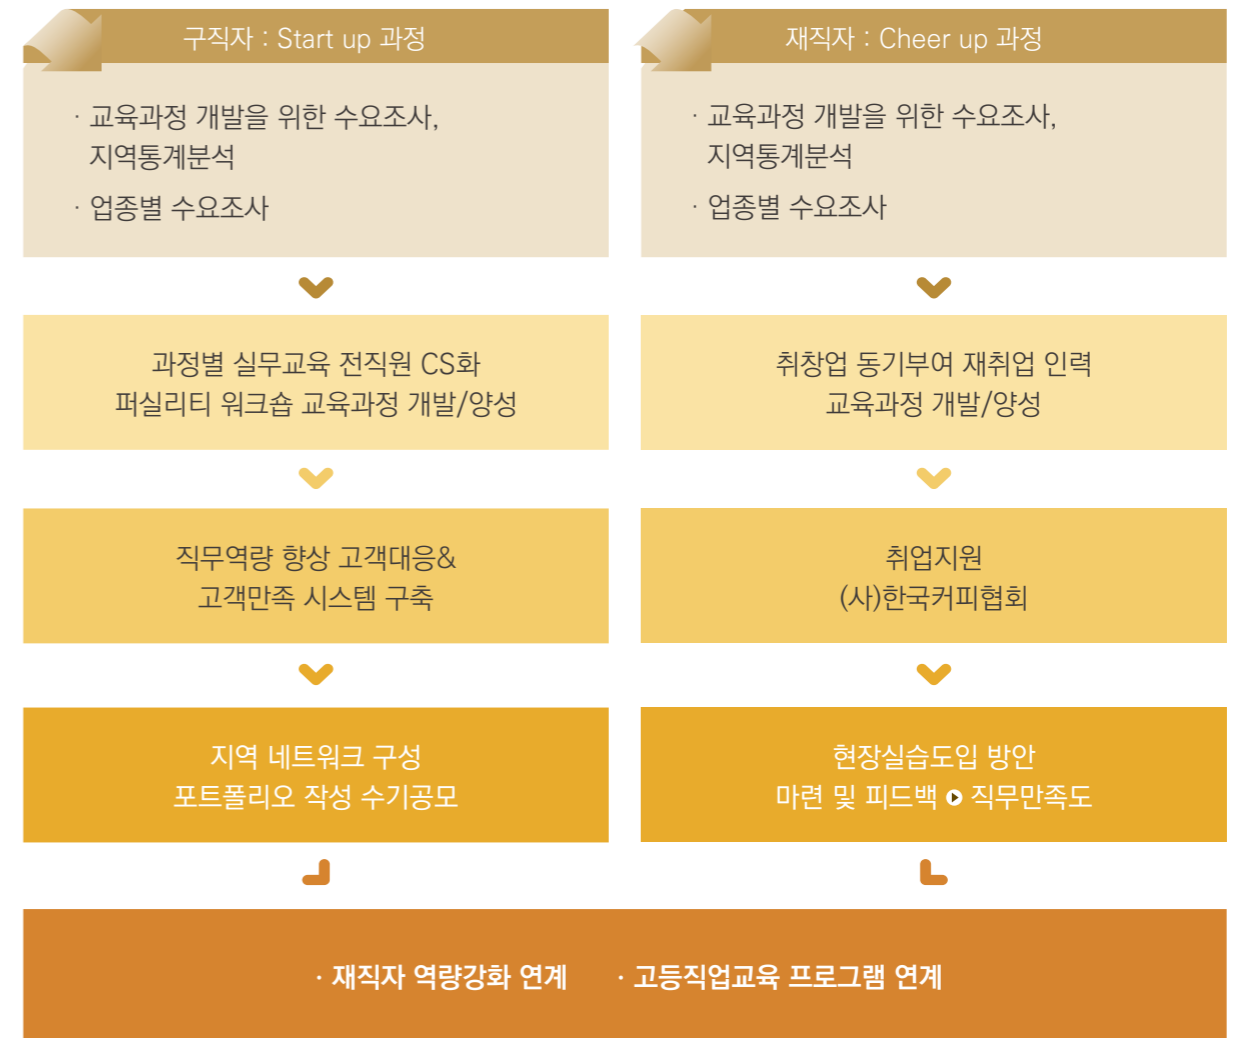 구직자 : Start up 과정
· 교육과정 개발을 위한 수요조사,
지역통계분석
· 업종별 수요조사
과정별 실무교육 전직원 CS화
퍼실리티 워크숍 교육과정 개발/양성
직무역량 향상 고객대응&
고객만족 시스템 구축
지역 네트워크 구성
포트폴리오 작성 수기공모
재직자 : Cheer up 과정
· 교육과정 개발을 위한 수요조사,
지역통계분석
· 업종별 수요조사
취창업 동기부여 재취업 인력
교육과정 개발/양성
취업지원
(사)한국커피협회
현장실습도입 방안
마련 및 피드백 직무만족도
· 재직자 역량강화 연계 · 고등직업교육 프로그램 연계